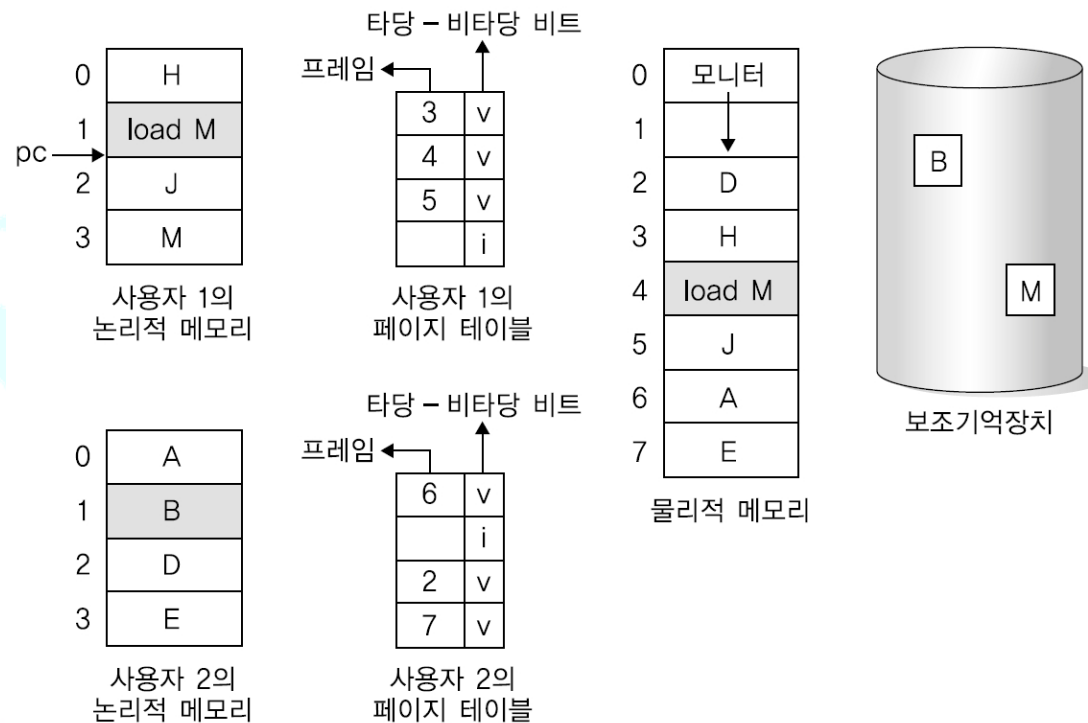 타당 – 비타당 비트
프레임
0 H
1 load M
pc
2 J
3 M
사용자 1의
논리적 메모리
3 v
4 v
5 v
i
사용자 1의
페이지 테이블
0 모니터
1
2 D
3 H
4 load M
5 J
6 A
7 E
물리적 메모리
B
M
보조기억장치
타당 – 비타당 비트
프레임
0 A
1 B
2 D
3 E
사용자 2의
논리적 메모리
6 v
i
2 v
7 v
사용자 2의
페이지 테이블